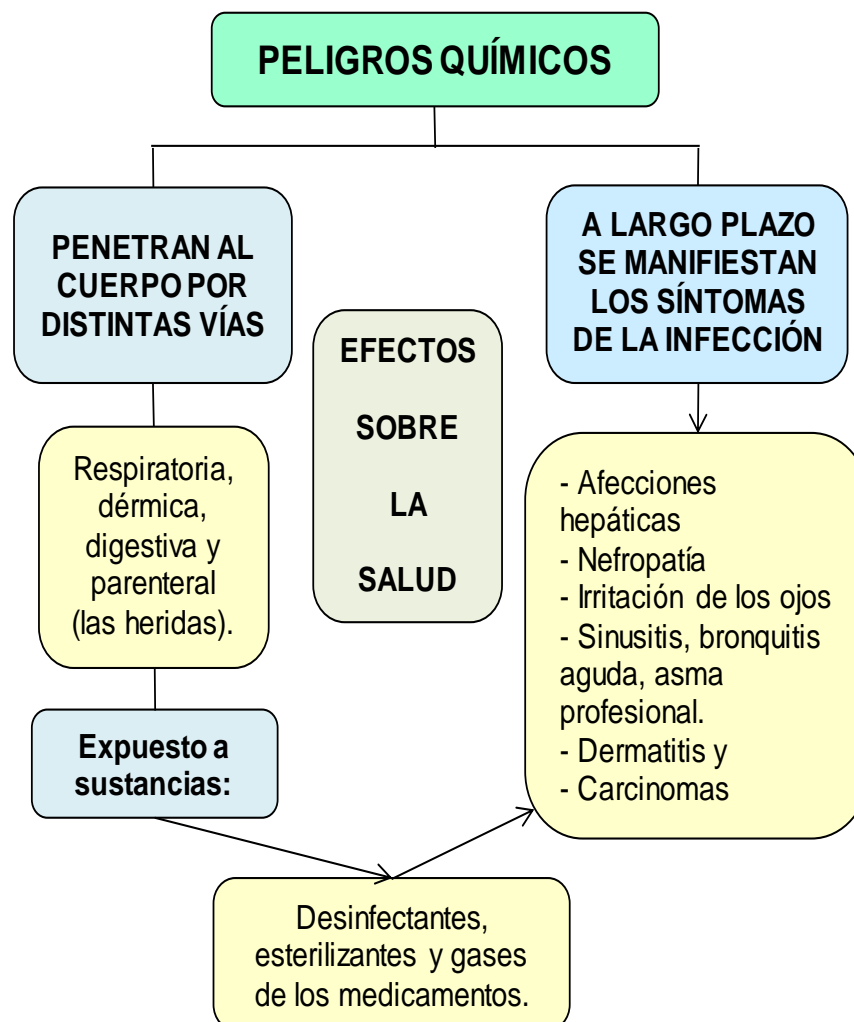 PELIGROS QUÍMICOS
PENETRAN AL
CUERPO POR
DISTINTAS VÍAS
A LARGO PLAZO
SE MANIFIESTAN
LOS SÍNTOMAS
DE LA INFECCIÓN
EFECTOS
SOBRE
LA
SALUD
Respiratoria,
dérmica,
digestiva y
parenteral
(las heridas).
- Afecciones
hepáticas
- Nefropatía
- Irritación de los ojos
- Sinusitis, bronquitis
aguda, asma
profesional.
- Dermatitis y
- Carcinomas
Expuesto a
sustancias:
Desinfectantes,
esterilizantes y gases
de los medicamentos.